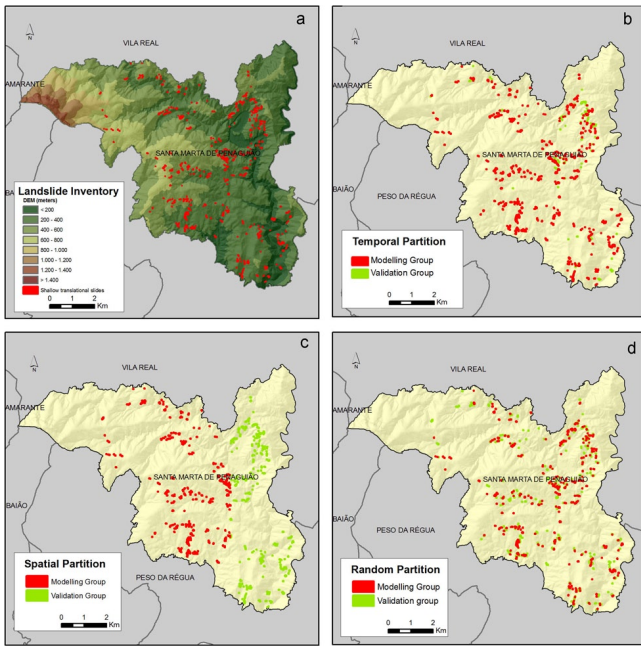 a
N
VILA REAL
AMARANTE
SANTA MARTA DE PENAGUIÃO
BAIÃO
Landslide Inventory
DEM (meters)
< 200
200 - 400
400 - 600
600 - 800
800 - 1.000
1.000 - 1.200
1.200 - 1.400
> 1.400
Shallow translational slides
0 1 2
Km
b
N
VILA REAL
AMARANTE
SANTA MARTA DE PENAGUIÃO
BAIÃO
PESO DA RÉGUA
Temporal Partition
Modelling Group
Validation Group
0 1 2
Km
c
N
VILA REAL
AMARANTE
SANTA MARTA DE PENAGUIÃO
BAIÃO
PESO DA RÉGUA
Spatial Partition
Modelling Group
Validation Group
0 1 2
Km
d
N
VILA REAL
AMARANTE
SANTA MARTA DE PENAGUIÃO
BAIÃO
PESO DA RÉGUA
Random Partition
Modelling Group
Validation group
0 1 2
Km